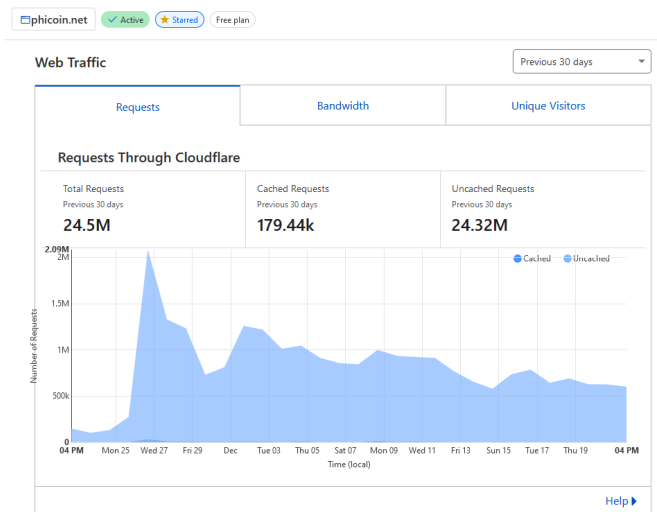 phicoin.net Active Starred Free plan
Web Traffic Previous 30 days
Requests Bandwidth Unique Visitors
Requests Through Cloudflare
Total Requests Cached Requests Uncached Requests
Previous 30 days Previous 30 days Previous 30 days
24.5M 179.44k 24.32M
2.09M
2M
Cached Uncached
1.5M
1M
500k
0
Number of Requests
04 PM Mon 25 Wed 27 Fri 29 Dec Tue 03 Thu 05 Sat 07 Mon 09 Wed 11 Fri 13 Sun 15 Tue 17 Thu 19 04 PM
Time (local)
Help